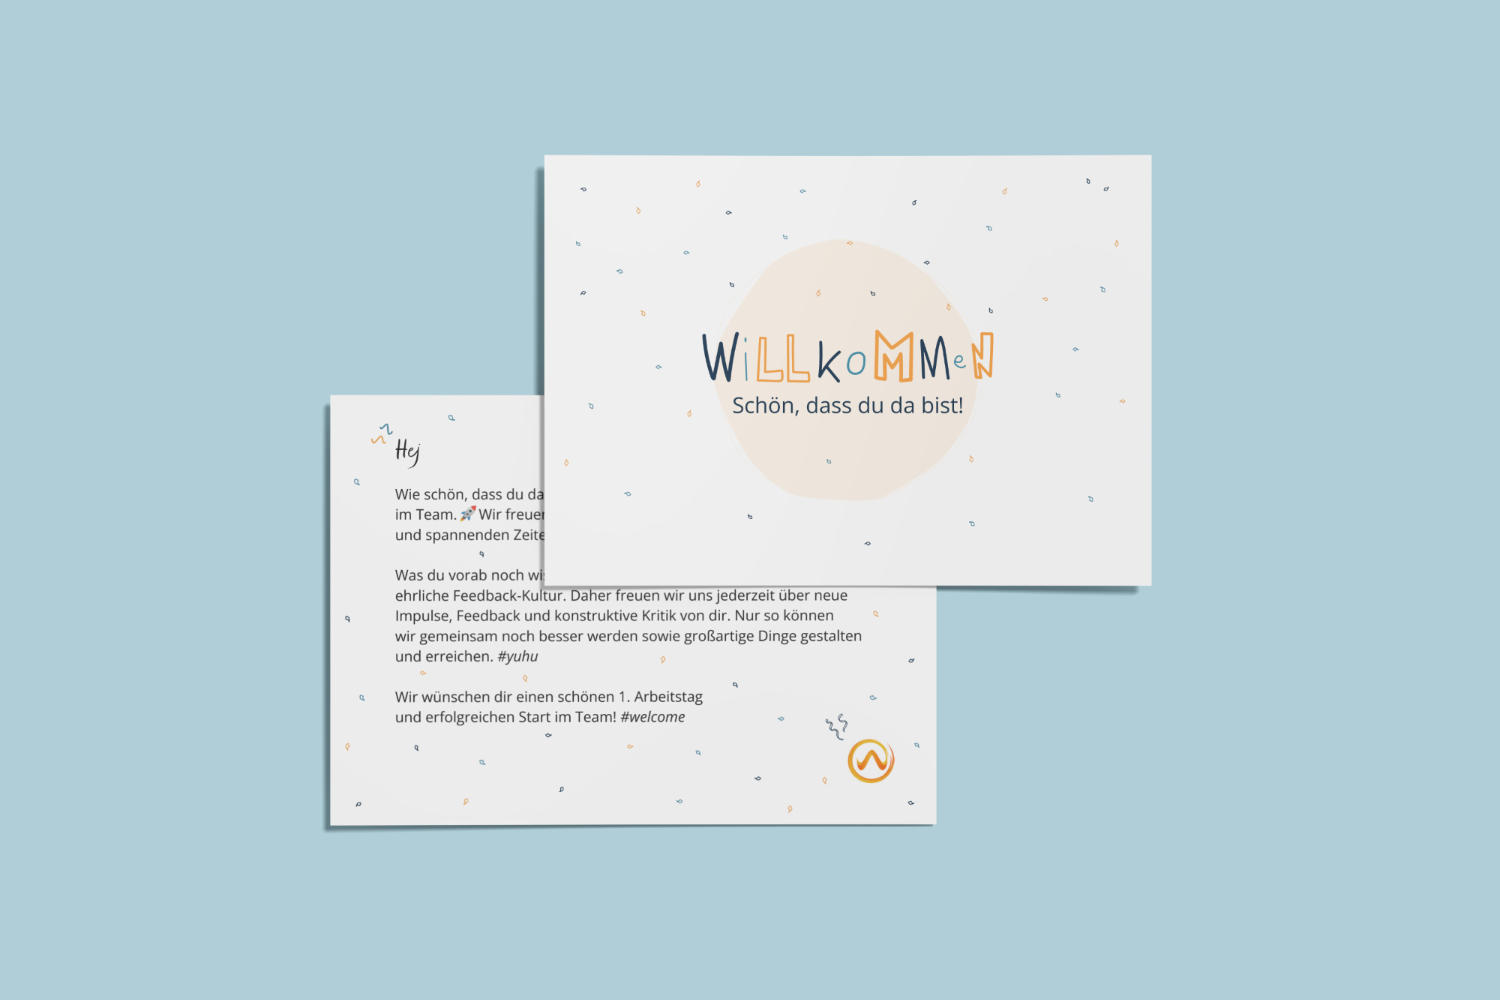 WiLLkoMMeN
Schön, dass du da bist!
Hej
Wie schön, dass du da
im Team. 🚀 Wir freuen
und spannenden Zeite
Was du vorab noch wi
ehrliche Feedback-Kultur. Daher freuen wir uns jederzeit über neue
Impulse, Feedback und konstruktive Kritik von dir. Nur so können
wir gemeinsam noch besser werden sowie großartige Dinge gestalten
und erreichen. #yuhu
Wir wünschen dir einen schönen 1. Arbeitstag
und erfolgreichen Start im Team! #welcome